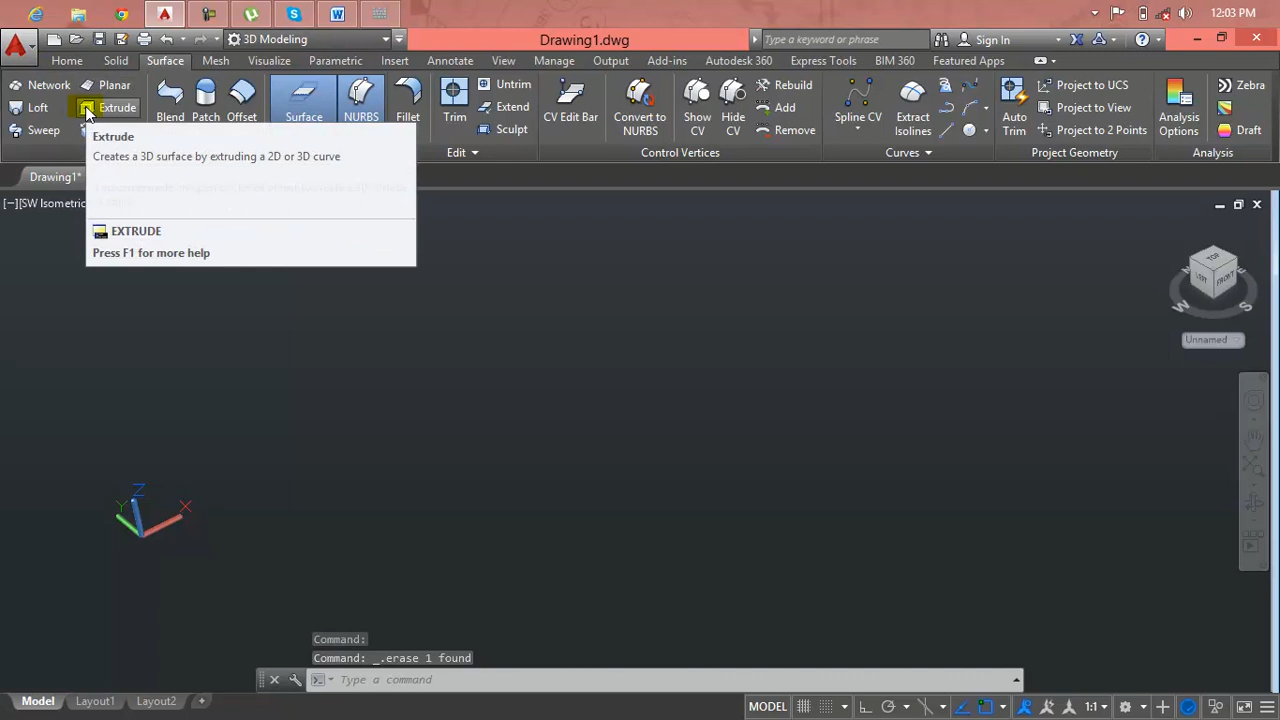 12:03 PM
3D Modeling
Drawing1.dwg
Type a keyword or phrase
Sign In
Home Solid Surface Mesh Visualize Parametric Insert Annotate View Manage Output Add-ins Autodesk 360 Express Tools BIM 360 Featured Apps
Network Planar
Loft Extrude
Sweep
Blend Patch Offset
Surface
NURBS
Fillet
Trim
Untrim
Extend
Sculpt
CV Edit Bar
Convert to
NURBS
Show
CV
Hide
CV
Rebuild
Add
Remove
Spline CV
Extract
Isolines
Auto
Trim
Project to UCS
Project to View
Project to 2 Points
Analysis
Options
Zebra
Draft
Edit
Control Vertices
Curves
Project Geometry
Analysis
Extrude
Creates a 3D surface by extruding a 2D or 3D curve
EXTRUDE
Press F1 for more help
Drawing1*
[−][SW Isometric
TOP
LEFT FRONT
W S
Unnamed
Z
Y X
Command:
Command: _.erase 1 found
Type a command
Model Layout1 Layout2 +
MODEL
1:1